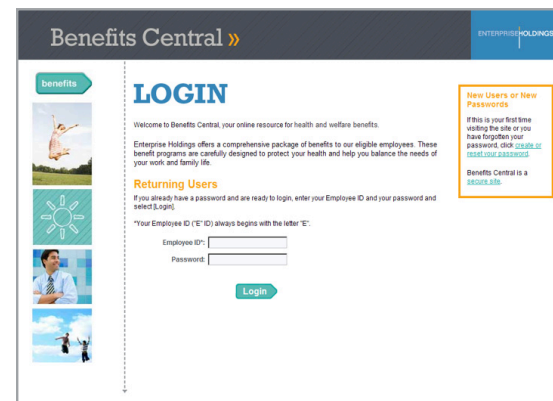 Benefits Central »
ENTERPRISE HOLDINGS
benefits
LOGIN
Welcome to Benefits Central, your online resource for health and welfare benefits.
Enterprise Holdings offers a comprehensive package of benefits to our eligible employees. These
benefit programs are carefully designed to protect your health and help you balance the needs of
your work and family life.
Returning Users
If you already have a password and are ready to login, enter your Employee ID and your password and
select [Login].
*Your Employee ID ("E" ID) always begins with the letter "E".
Employee ID*:
Password:
Login
New Users or New
Passwords
If this is your first time
visiting the site or you
have forgotten your
password, click create or
reset your password.
Benefits Central is a
secure site.